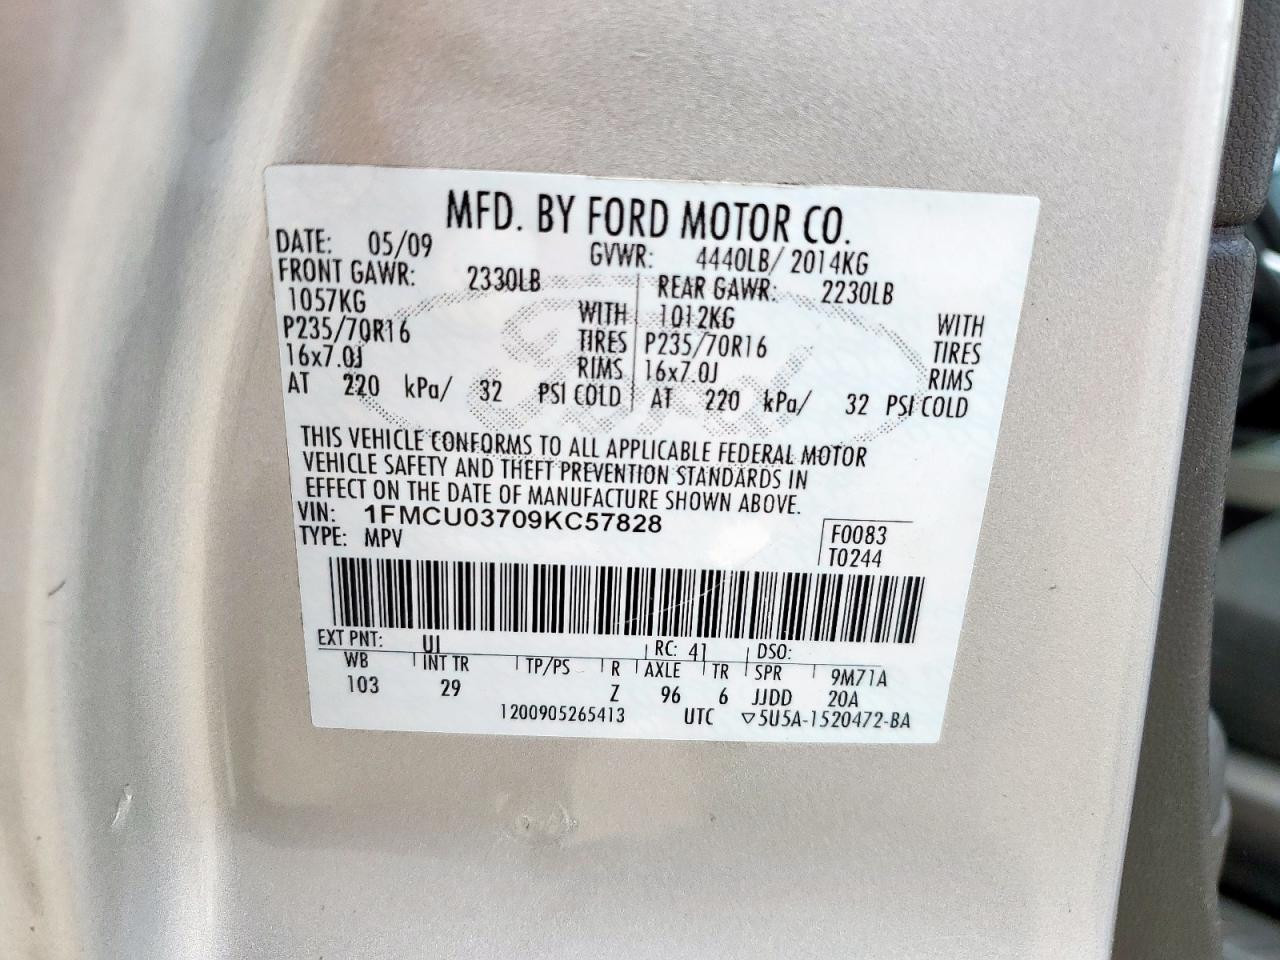 MFD. BY FORD MOTOR CO.
DATE: 05/09 GVWR: 4440LB/ 2014KG
FRONT GAWR: 2330LB REAR GAWR: 2230LB
1057KG WITH 1012KG WITH
P235/70R16 TIRES P235/70R16 TIRES
16x7.0J RIMS 16x7.0J RIMS
AT 220 kPa/ 32 PSI COLD AT 220 kPa/ 32 PSI COLD
THIS VEHICLE CONFORMS TO ALL APPLICABLE FEDERAL MOTOR
VEHICLE SAFETY AND THEFT PREVENTION STANDARDS IN
EFFECT ON THE DATE OF MANUFACTURE SHOWN ABOVE.
VIN: 1FMCU03709KC57828
TYPE: MPV
F0083
T0244
EXT PNT: UI RC: 41 DSO:
WB INT TR TP/PS R AXLE TR SPR 9M71A
103 29 Z 96 6 JJDD 20A
1200905265413 UTC ▽5U5A-1520472-BA
Ford